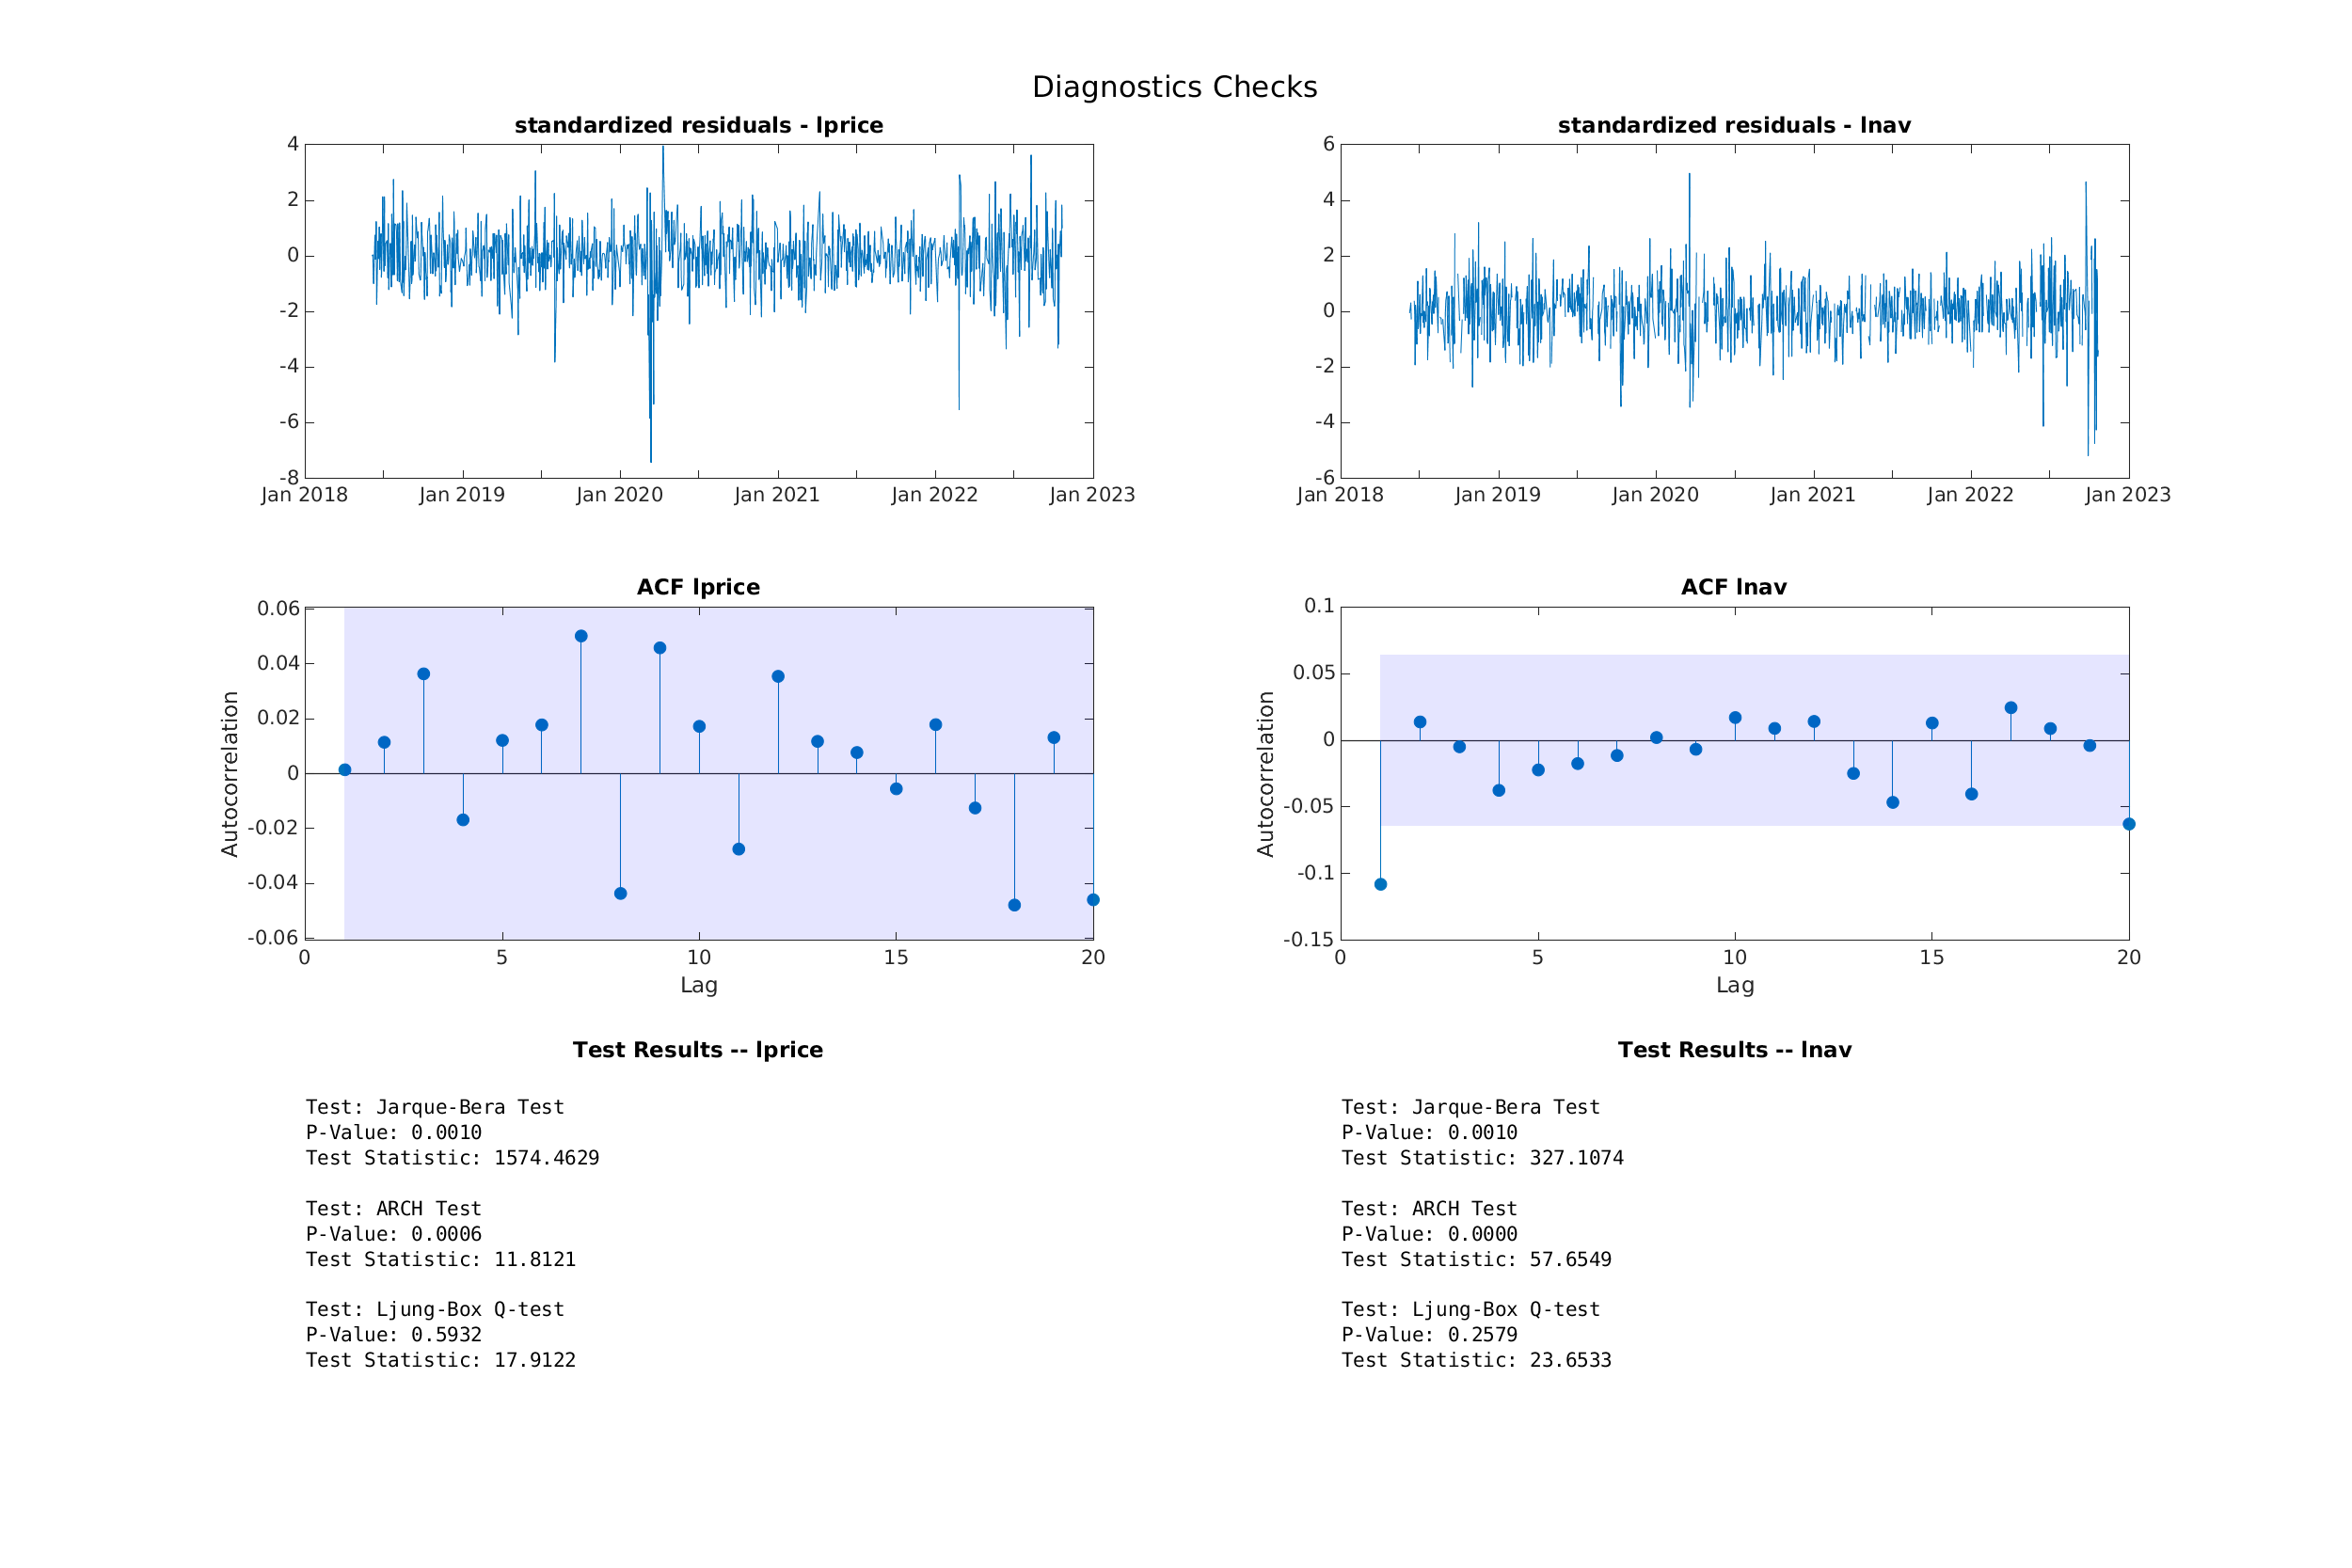 Diagnostics Checks
standardized residuals - lprice
4
2
0
-2
-4
-6
-8
Jan 2018 Jan 2019 Jan 2020 Jan 2021 Jan 2022 Jan 2023
standardized residuals - lnav
6
4
2
0
-2
-4
-6
Jan 2018 Jan 2019 Jan 2020 Jan 2021 Jan 2022 Jan 2023
ACF lprice
0.06
0.04
0.02
0
-0.02
-0.04
-0.06
Autocorrelation
0 5 10 15 20
Lag
ACF lnav
0.1
0.05
0
-0.05
-0.1
-0.15
Autocorrelation
0 5 10 15 20
Lag
Test Results -- lprice
Test: Jarque-Bera Test
P-Value: 0.0010
Test Statistic: 1574.4629
Test: ARCH Test
P-Value: 0.0006
Test Statistic: 11.8121
Test: Ljung-Box Q-test
P-Value: 0.5932
Test Statistic: 17.9122
Test Results -- lnav
Test: Jarque-Bera Test
P-Value: 0.0010
Test Statistic: 327.1074
Test: ARCH Test
P-Value: 0.0000
Test Statistic: 57.6549
Test: Ljung-Box Q-test
P-Value: 0.2579
Test Statistic: 23.6533